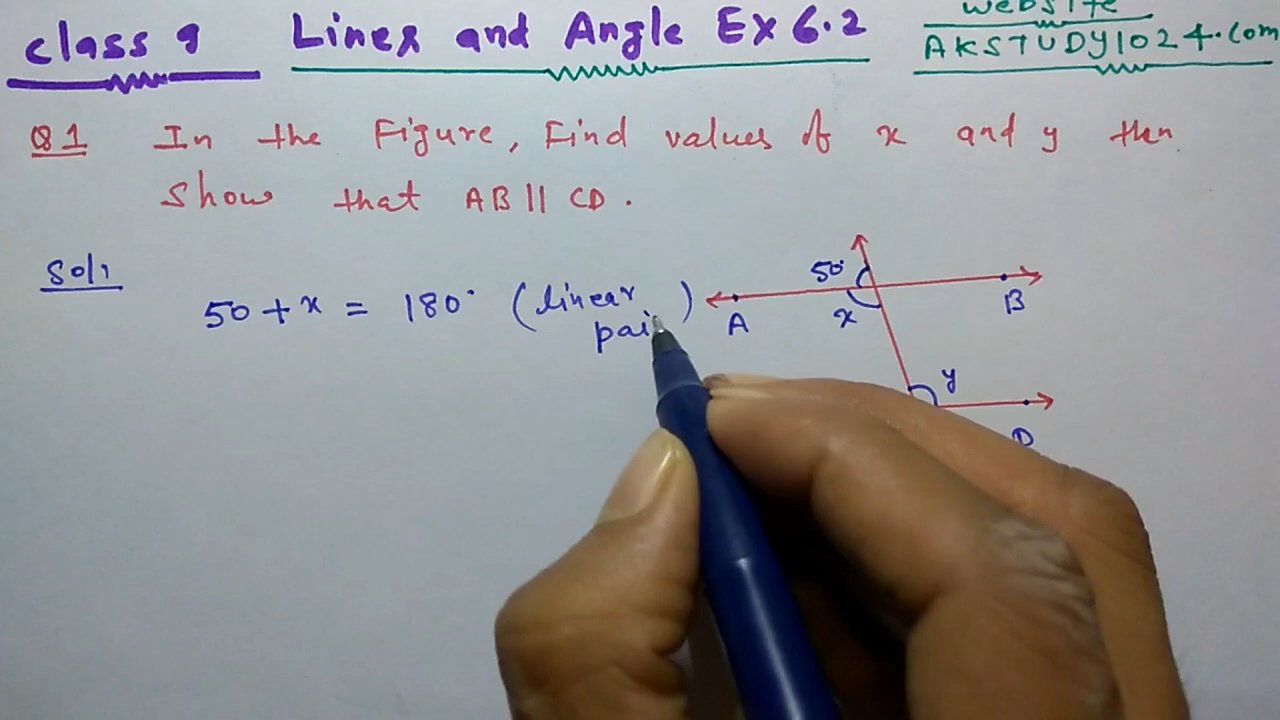 Class 9 Lines and Angle Ex 6.2
website
AKSTUDY1024.com
Q1 In the Figure, Find values of x and y then
Show that AB || CD.
Sol:
50 + x = 180° (linear
pai )
50°
A
x
B
y
D